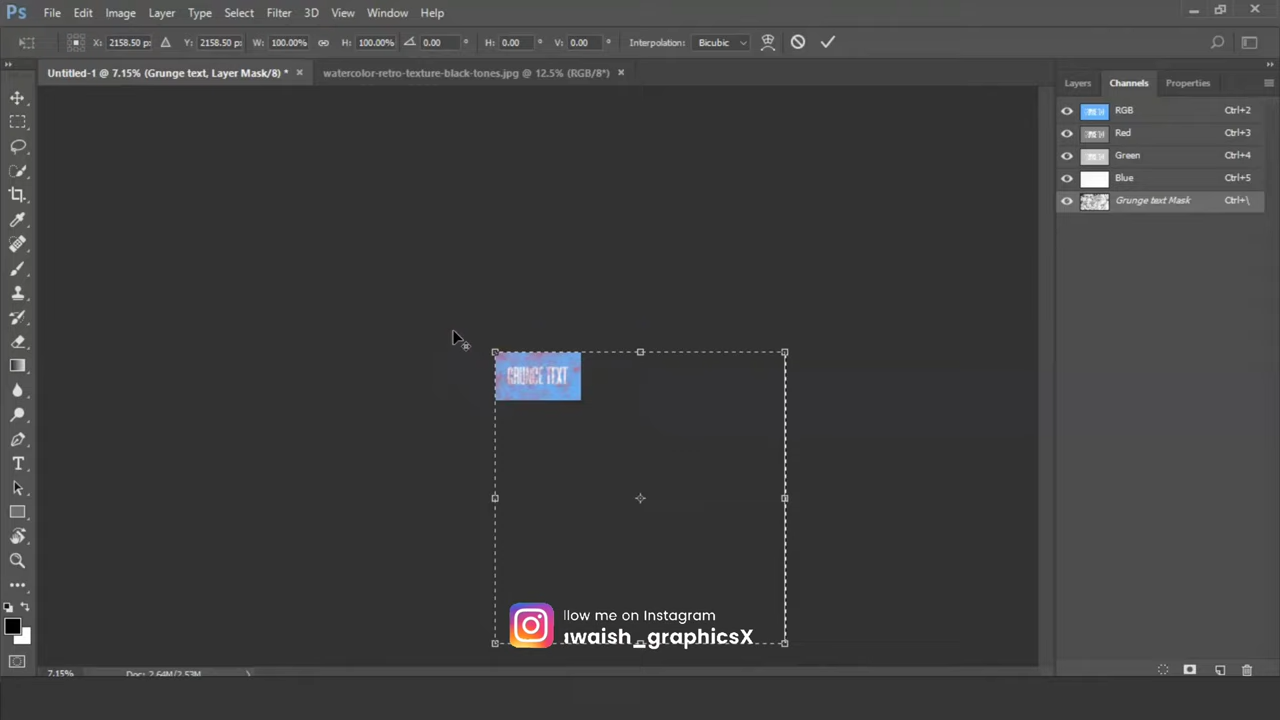 Ps File Edit Image Layer Type Select Filter 3D View Window Help
X: 2158.50 px Y: 2158.50 px W: 100.00% H: 100.00% 0.00 ° H: 0.00 ° V: 0.00 ° Interpolation: Bicubic
Untitled-1 @ 7.15% (Grunge text, Layer Mask/8) * × watercolor-retro-texture-black-tones.jpg @ 12.5% (RGB/8*) ×
Layers Channels Properties
RGB Ctrl+2
Red Ctrl+3
Green Ctrl+4
Blue Ctrl+5
Grunge text Mask Ctrl+\
GRUNGE TEXT
T
llow me on Instagram
waish_graphicsX
7.15% Doc: 2.64M/2.53M